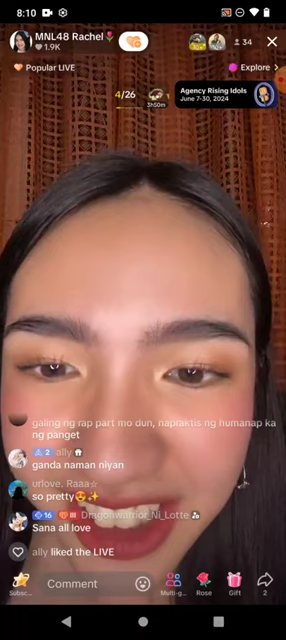 8:10
MNL48 Rachel🌷
1.9K
34
Popular LIVE
Explore >
4/26
3h50m
Agency Rising Idols
June 7-30, 2024
galing ng rap part mo dun, napraktis ng humanap ka
ng panget
2 ally
ganda naman niyan
urlove. Raaa☆
so pretty😍✨
16
Sana all love
ally liked the LIVE
Subsc...
Comment
Multi-g...
Rose
Gift
2